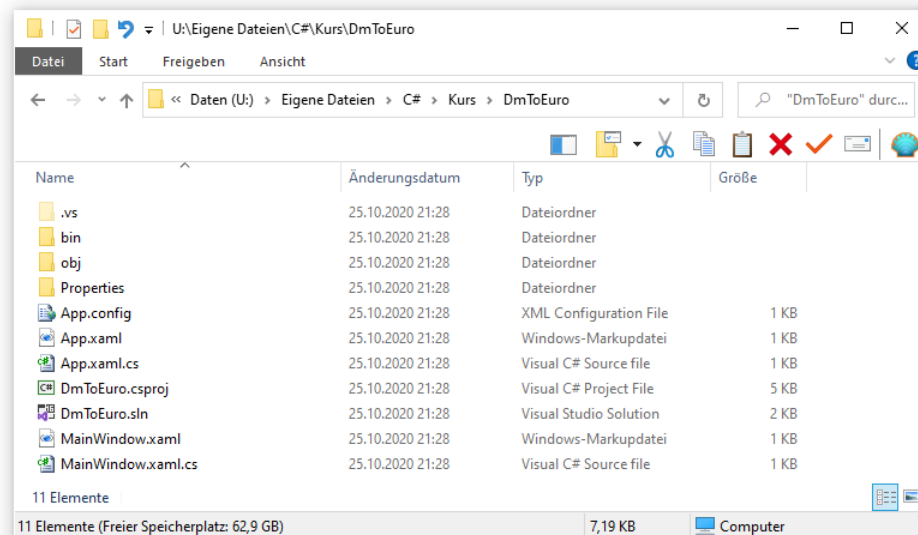 U:\Eigene Dateien\C#\Kurs\DmToEuro
Datei Start Freigeben Ansicht ?
« Daten (U:) › Eigene Dateien › C# › Kurs › DmToEuro "DmToEuro" durc...
Name Änderungsdatum Typ Größe
.vs 25.10.2020 21:28 Dateiordner
bin 25.10.2020 21:28 Dateiordner
obj 25.10.2020 21:28 Dateiordner
Properties 25.10.2020 21:28 Dateiordner
App.config 25.10.2020 21:28 XML Configuration File 1 KB
App.xaml 25.10.2020 21:28 Windows-Markupdatei 1 KB
App.xaml.cs 25.10.2020 21:28 Visual C# Source file 1 KB
DmToEuro.csproj 25.10.2020 21:28 Visual C# Project File 5 KB
DmToEuro.sln 25.10.2020 21:28 Visual Studio Solution 2 KB
MainWindow.xaml 25.10.2020 21:28 Windows-Markupdatei 1 KB
MainWindow.xaml.cs 25.10.2020 21:28 Visual C# Source file 1 KB
11 Elemente
11 Elemente (Freier Speicherplatz: 62,9 GB) 7,19 KB Computer